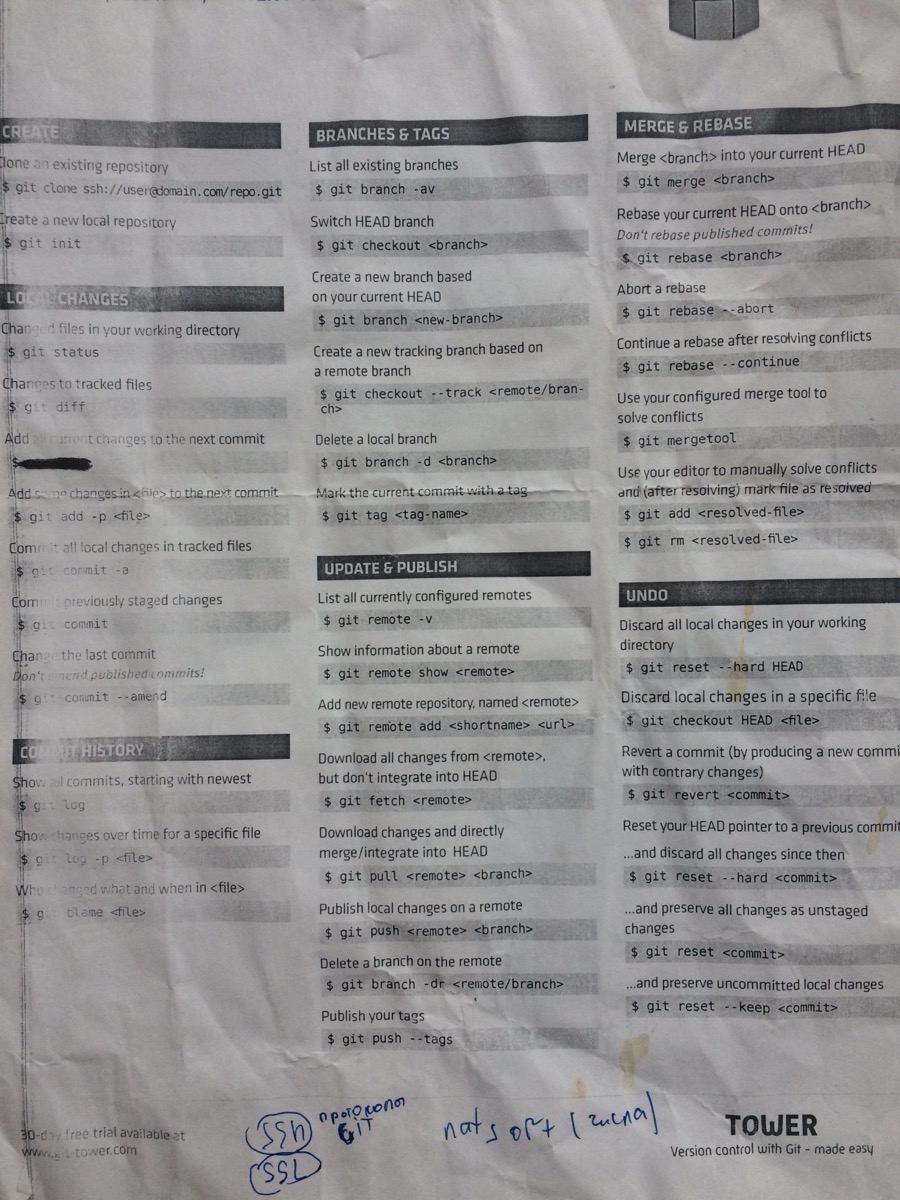 CREATE
Clone an existing repository
$ git clone ssh://user@domain.com/repo.git
Create a new local repository
$ git init
LOCAL CHANGES
Changed files in your working directory
$ git status
Changes to tracked files
$ git diff
Add all current changes to the next commit
$
Add some changes in <file> to the next commit
$ git add -p <file>
Commit all local changes in tracked files
$ git commit -a
Commit previously staged changes
$ git commit
Change the last commit
Don't amend published commits!
$ git commit --amend
COMMIT HISTORY
Show all commits, starting with newest
$ git log
Show changes over time for a specific file
$ git log -p <file>
Who changed what and when in <file>
$ git blame <file>
BRANCHES & TAGS
List all existing branches
$ git branch -av
Switch HEAD branch
$ git checkout <branch>
Create a new branch based
on your current HEAD
$ git branch <new-branch>
Create a new tracking branch based on
a remote branch
$ git checkout --track <remote/bran-
ch>
Delete a local branch
$ git branch -d <branch>
Mark the current commit with a tag
$ git tag <tag-name>
UPDATE & PUBLISH
List all currently configured remotes
$ git remote -v
Show information about a remote
$ git remote show <remote>
Add new remote repository, named <remote>
$ git remote add <shortname> <url>
Download all changes from <remote>,
but don't integrate into HEAD
$ git fetch <remote>
Download changes and directly
merge/integrate into HEAD
$ git pull <remote> <branch>
Publish local changes on a remote
$ git push <remote> <branch>
Delete a branch on the remote
$ git branch -dr <remote/branch>
Publish your tags
$ git push --tags
MERGE & REBASE
Merge <branch> into your current HEAD
$ git merge <branch>
Rebase your current HEAD onto <branch>
Don't rebase published commits!
$ git rebase <branch>
Abort a rebase
$ git rebase --abort
Continue a rebase after resolving conflicts
$ git rebase --continue
Use your configured merge tool to
solve conflicts
$ git mergetool
Use your editor to manually solve conflicts
and (after resolving) mark file as resolved
$ git add <resolved-file>
$ git rm <resolved-file>
UNDO
Discard all local changes in your working
directory
$ git reset --hard HEAD
Discard local changes in a specific file
$ git checkout HEAD <file>
Revert a commit (by producing a new commi
with contrary changes)
$ git revert <commit>
Reset your HEAD pointer to a previous commit
...and discard all changes since then
$ git reset --hard <commit>
...and preserve all changes as unstaged
changes
$ git reset <commit>
...and preserve uncommitted local changes
$ git reset --keep <commit>
30-day free trial available at
www.git-tower.com
SSH
протокол
GIT
SSL
TOWER
Version control with Git - made easy